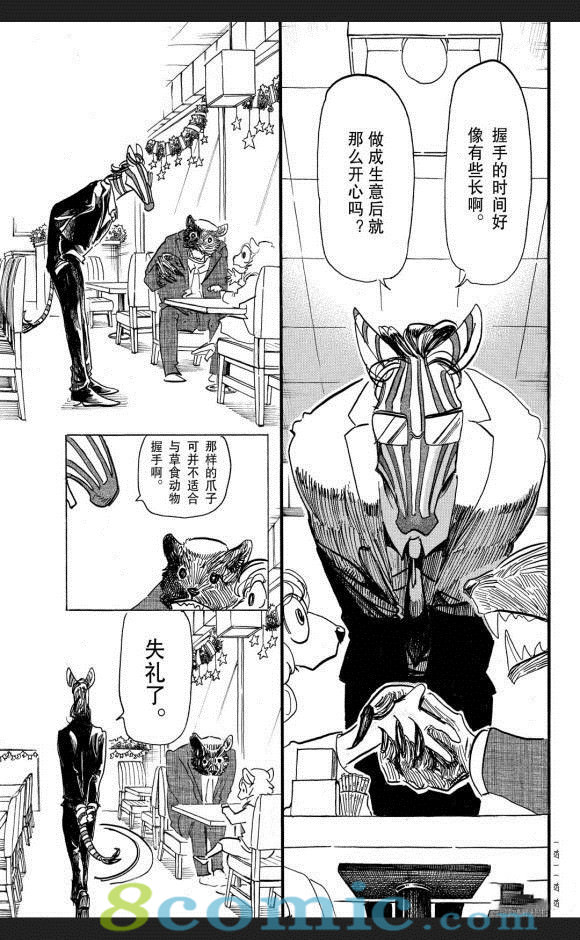 握手的时间好
像有些长啊。
做成生意后就
那么开心吗？
那样的爪子
可并不适合
与草食动物
握手啊。
失礼了。
8comic.com